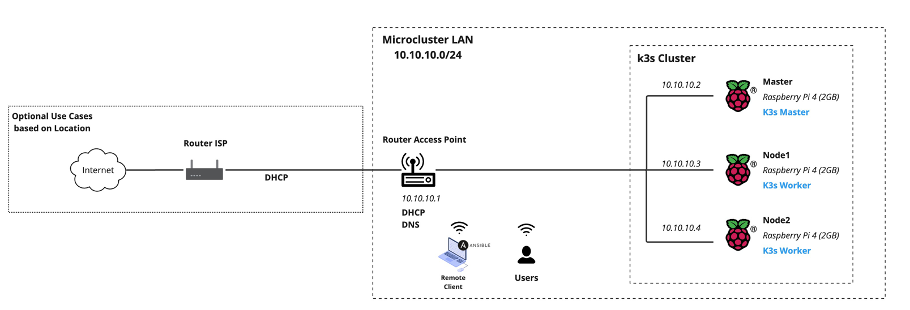 Microcluster LAN
10.10.10.0/24
k3s Cluster
10.10.10.2
Master
®
Raspberry Pi 4 (2GB)
K3s Master
Optional Use Cases
based on Location
Router ISP
Internet
DHCP
Router Access Point
10.10.10.1
DHCP
DNS
10.10.10.3
Node1
®
Raspberry Pi 4 (2GB)
K3s Worker
10.10.10.4
Node2
®
Raspberry Pi 4 (2GB)
K3s Worker
A ANSIBLE
Remote
Client
Users